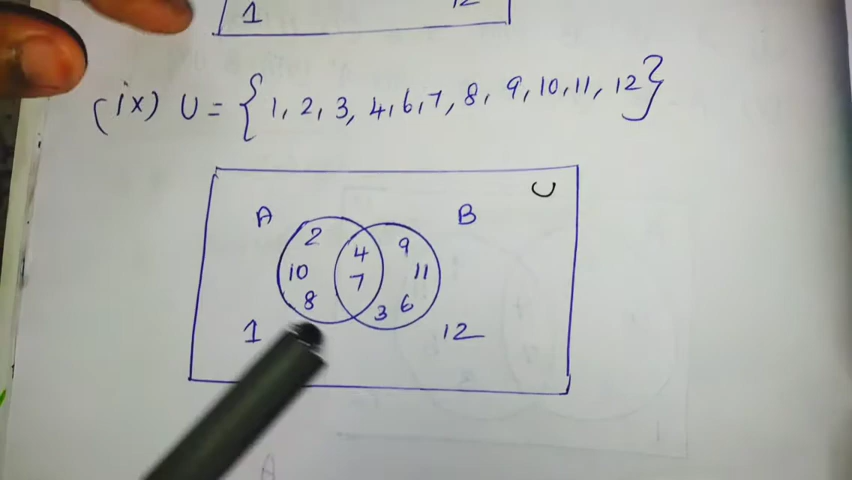 1 12
(ix) U = { 1, 2, 3, 4, 6, 7, 8, 9, 10, 11, 12 }
U
A B
2 4 9
10 7 11
8 3 6
1 12
A